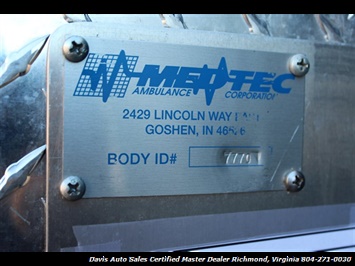 MEDTEC
AMBULANCE CORPORATION
2429 LINCOLN WAY
GOSHEN, IN
BODY ID#
Davis Auto Sales Certified Master Dealer Richmond, Virginia 804-271-0020